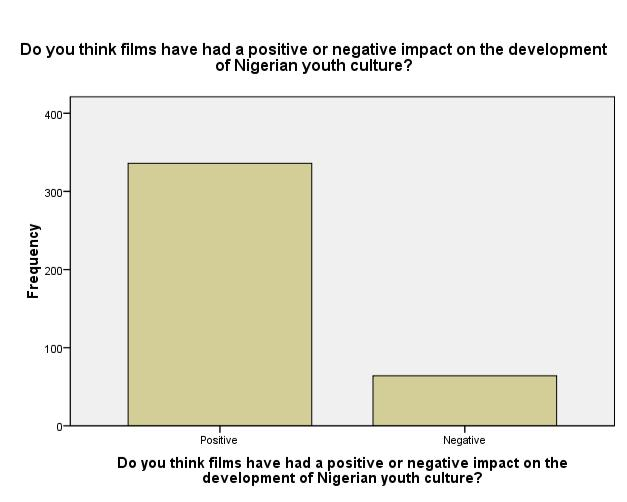 Do you think films have had a positive or negative impact on the development
of Nigerian youth culture?
400
300
200
100
0
Frequency
Positive
Negative
Do you think films have had a positive or negative impact on the
development of Nigerian youth culture?